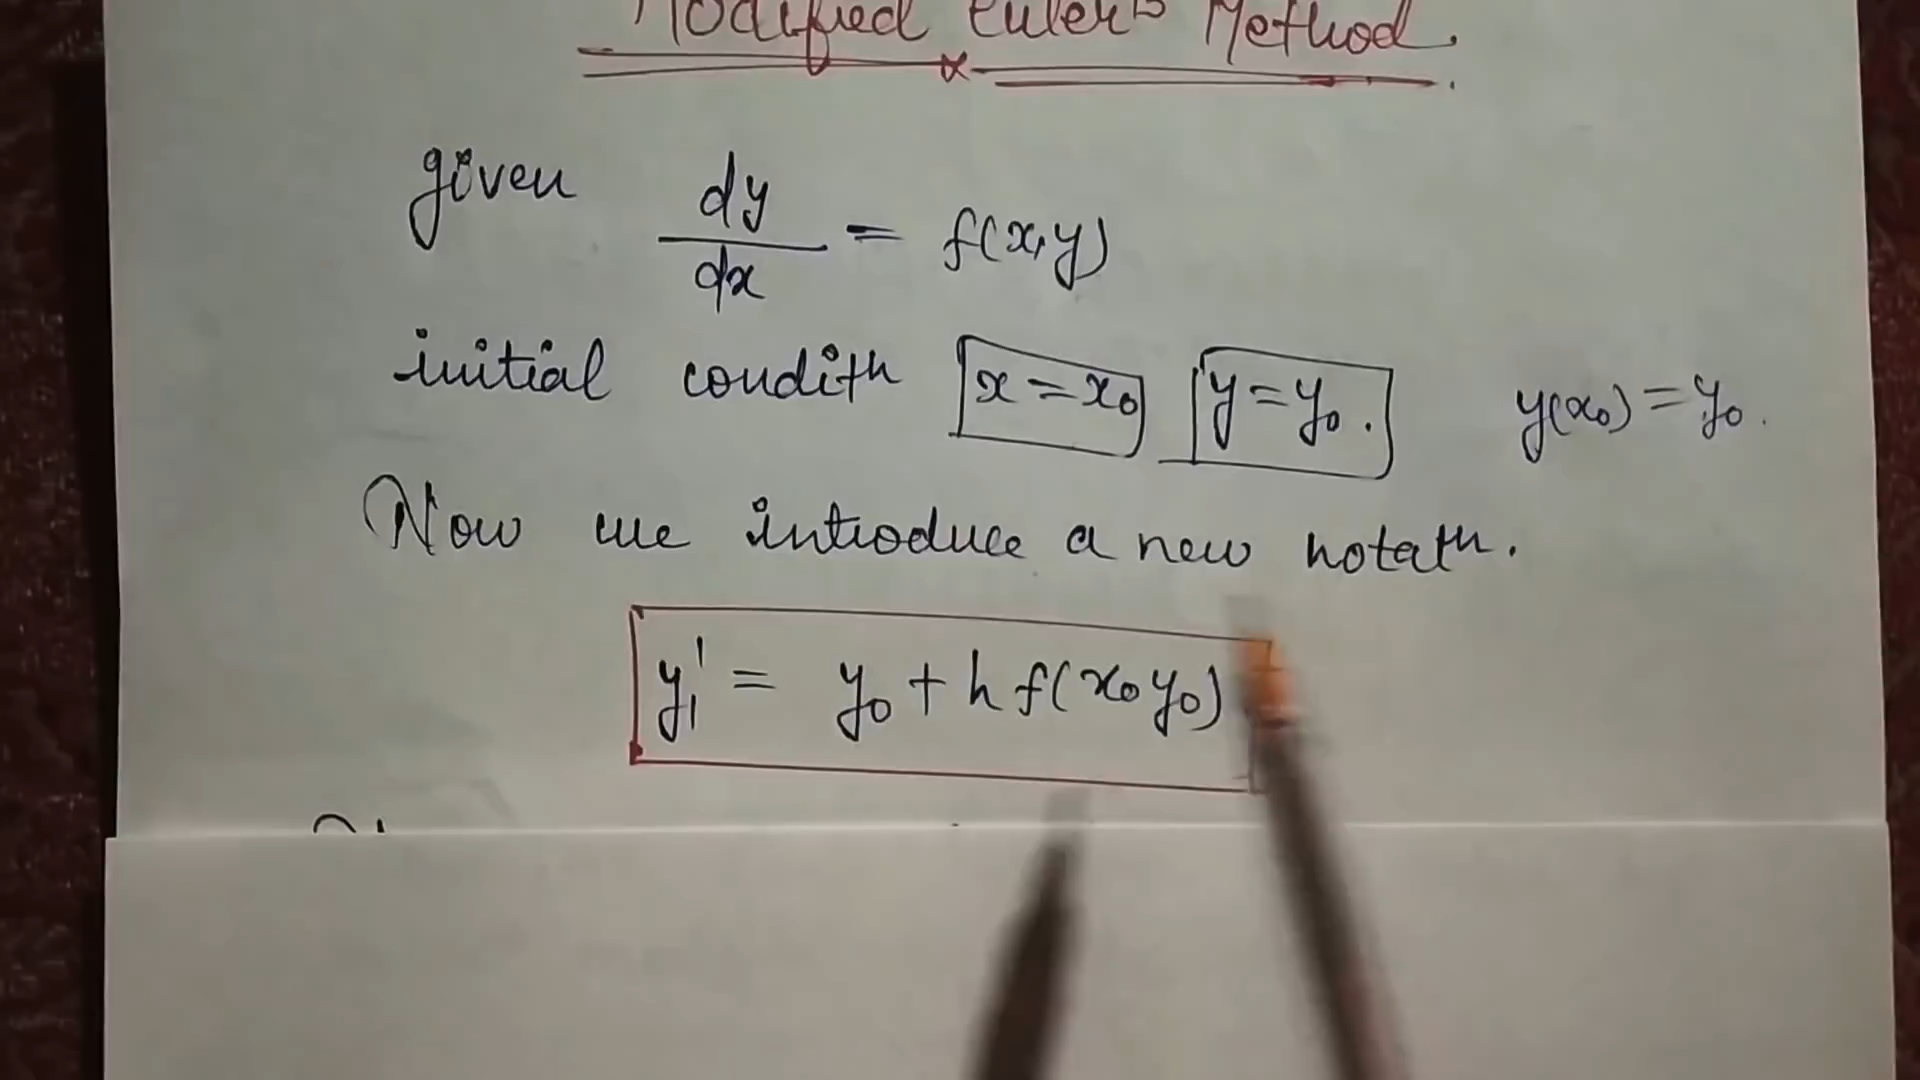 Modified Euler's Method.
given dy/dx = f(x,y)
initial condith x = x₀ y = y₀. y(x₀) = y₀.
Now we introduce a new notath.
y₁' = y₀ + h f(x₀ y₀)